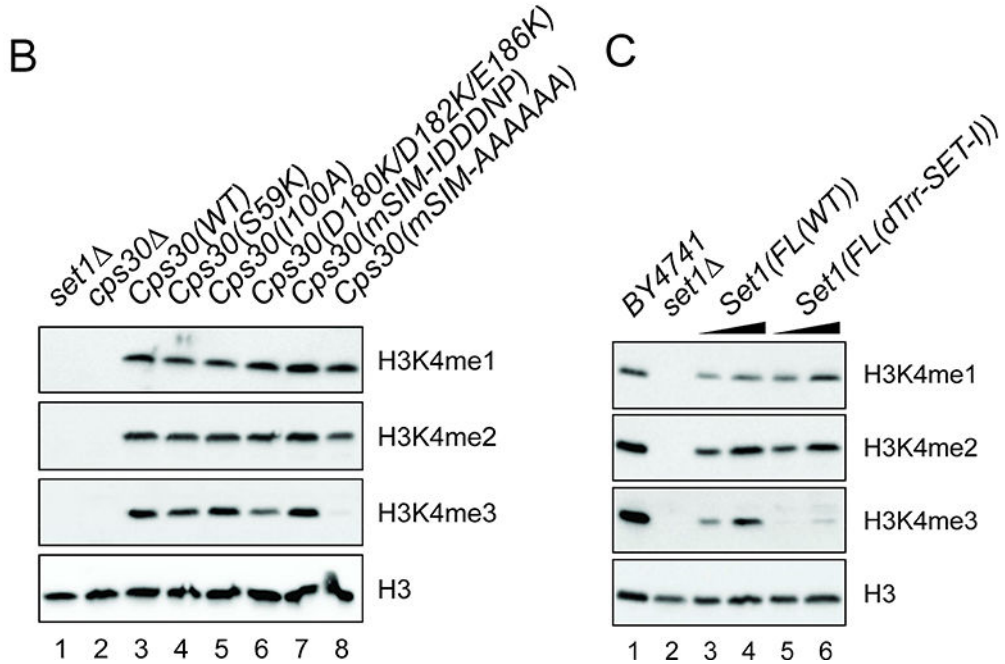 B
set1Δ
cps30Δ
Cps30(WT)
Cps30(S59K)
Cps30(I100A)
Cps30(D180K/D182K/E186K)
Cps30(mSIM-IDDDNP)
Cps30(mSIM-AAAAAA)
H3K4me1
H3K4me2
H3K4me3
H3
1 2 3 4 5 6 7 8
C
BY4741
set1Δ
Set1(FL(WT))
Set1(FL(dTrr-SET-I))
H3K4me1
H3K4me2
H3K4me3
H3
1 2 3 4 5 6